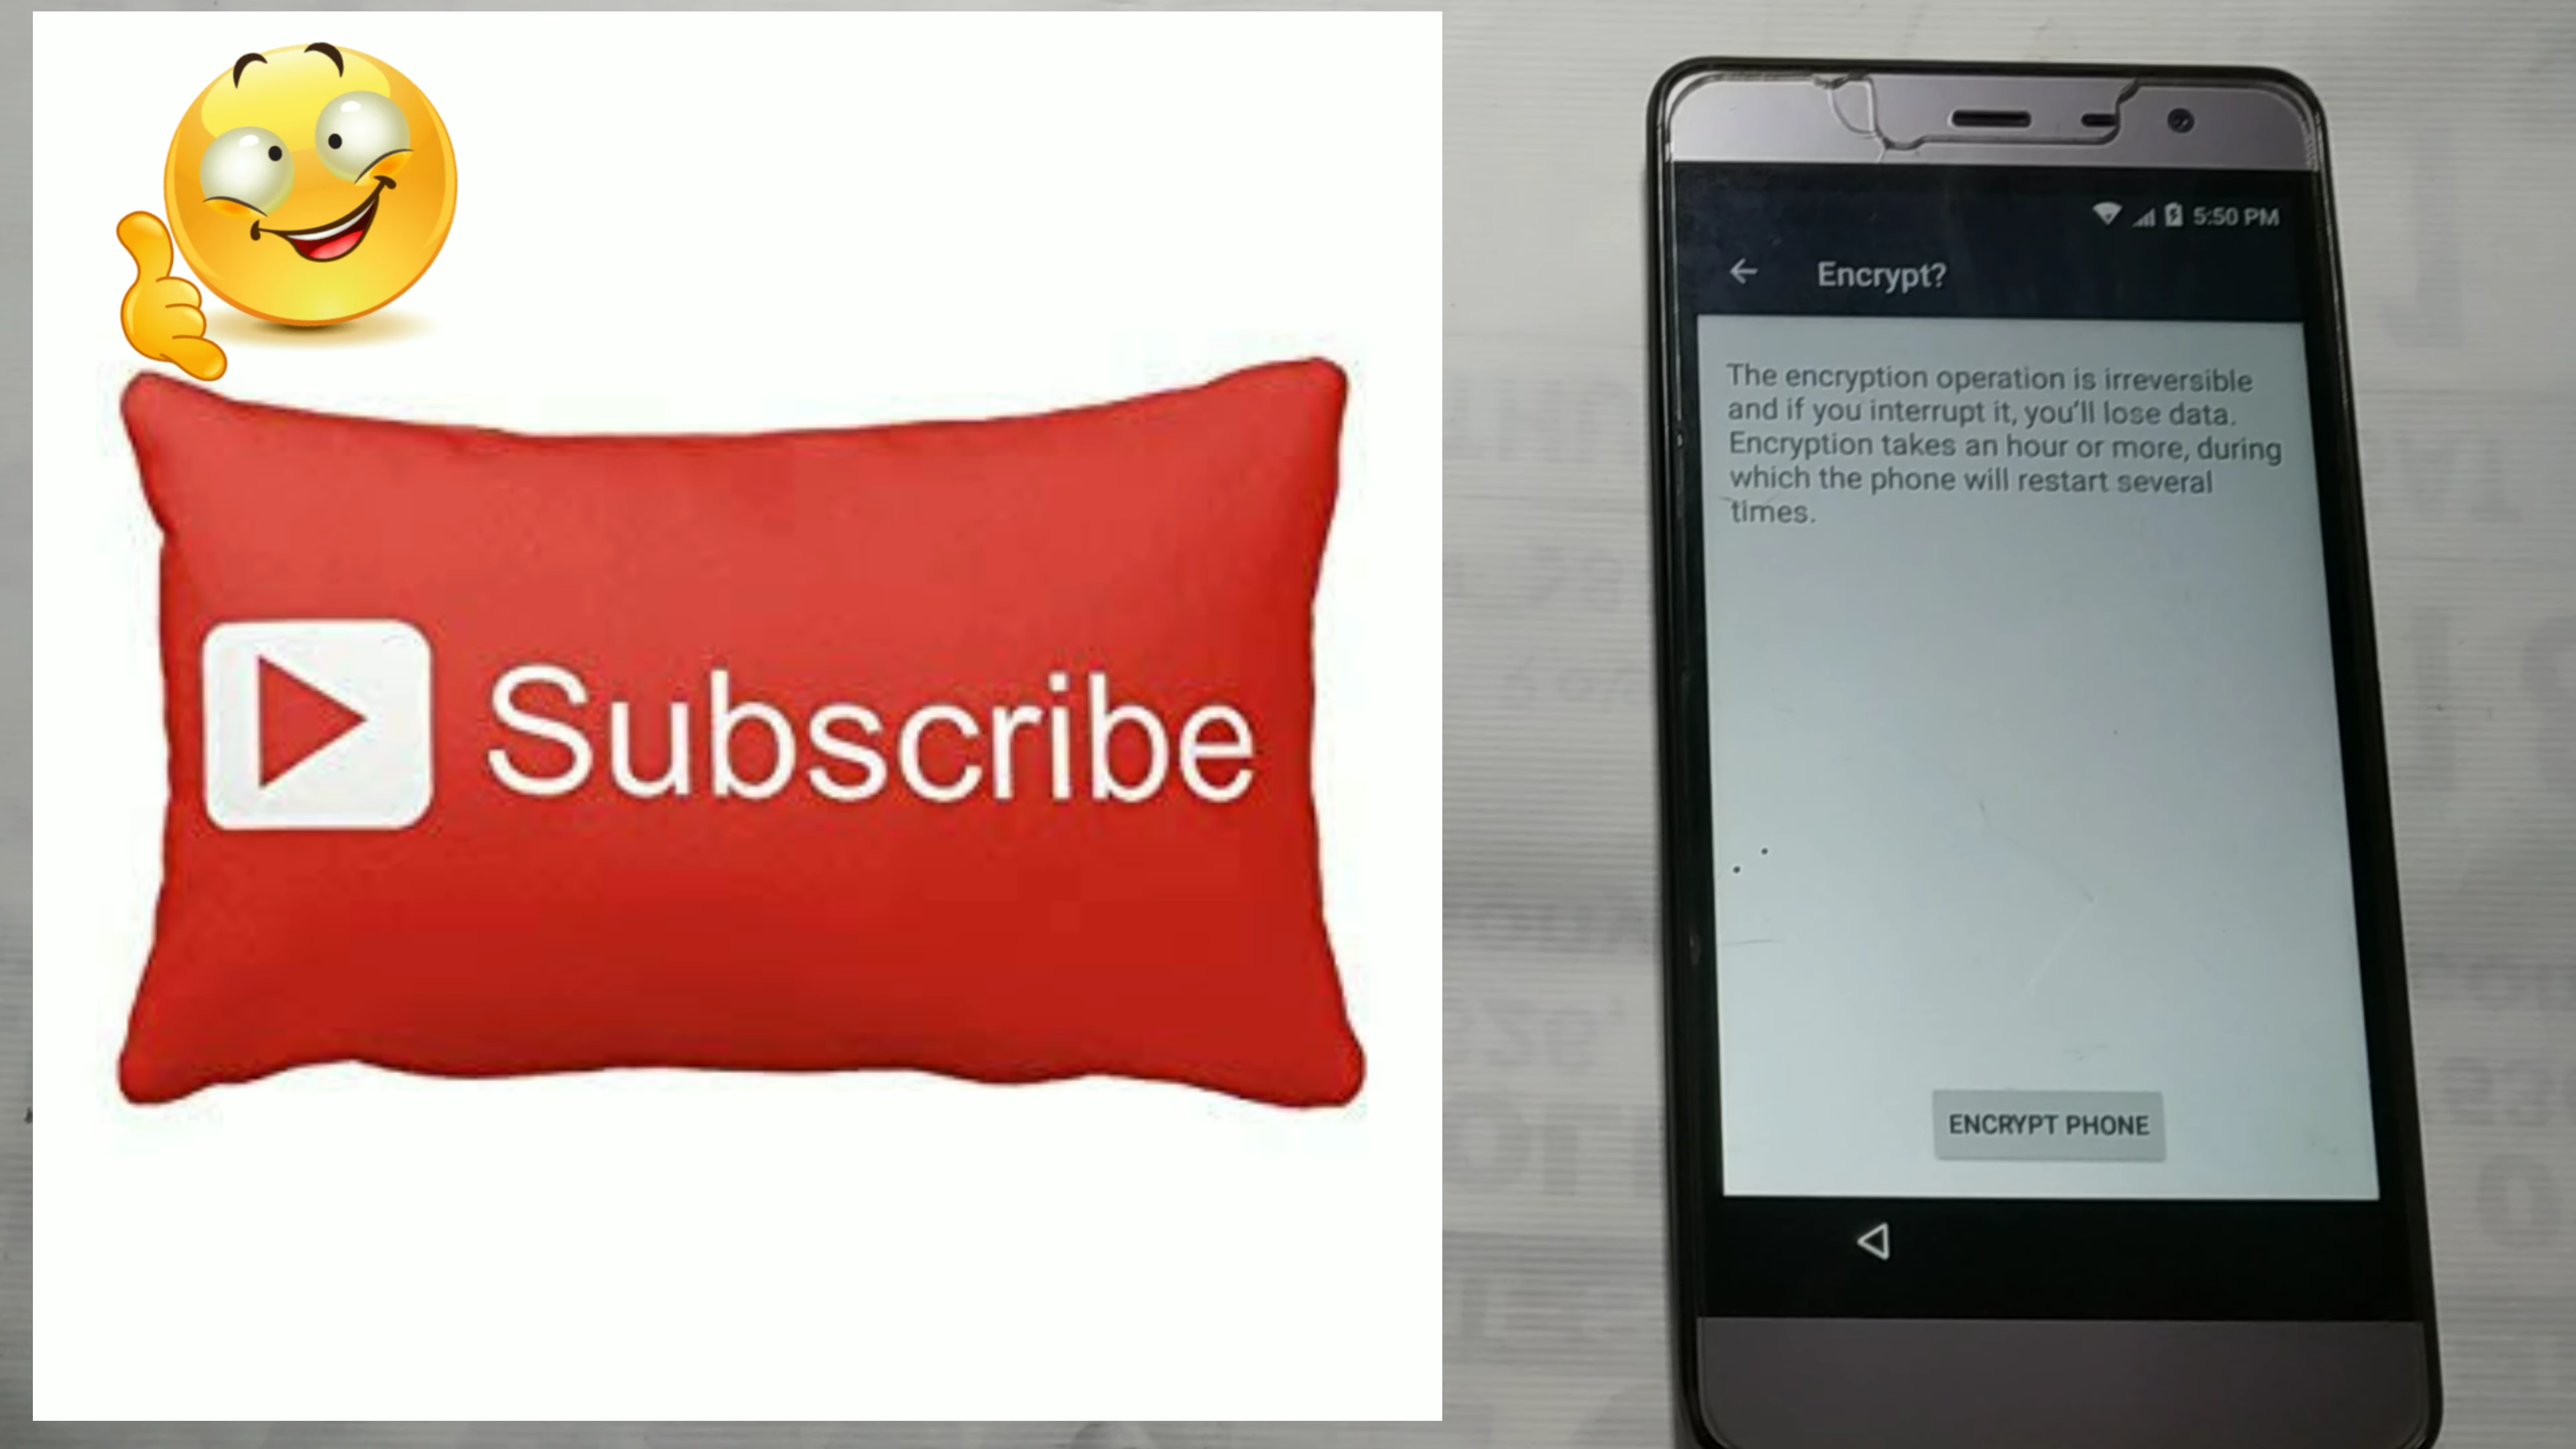 Subscribe
5:50 PM
Encrypt?
The encryption operation is irreversible
and if you interrupt it, you'll lose data.
Encryption takes an hour or more, during
which the phone will restart several
times.
ENCRYPT PHONE